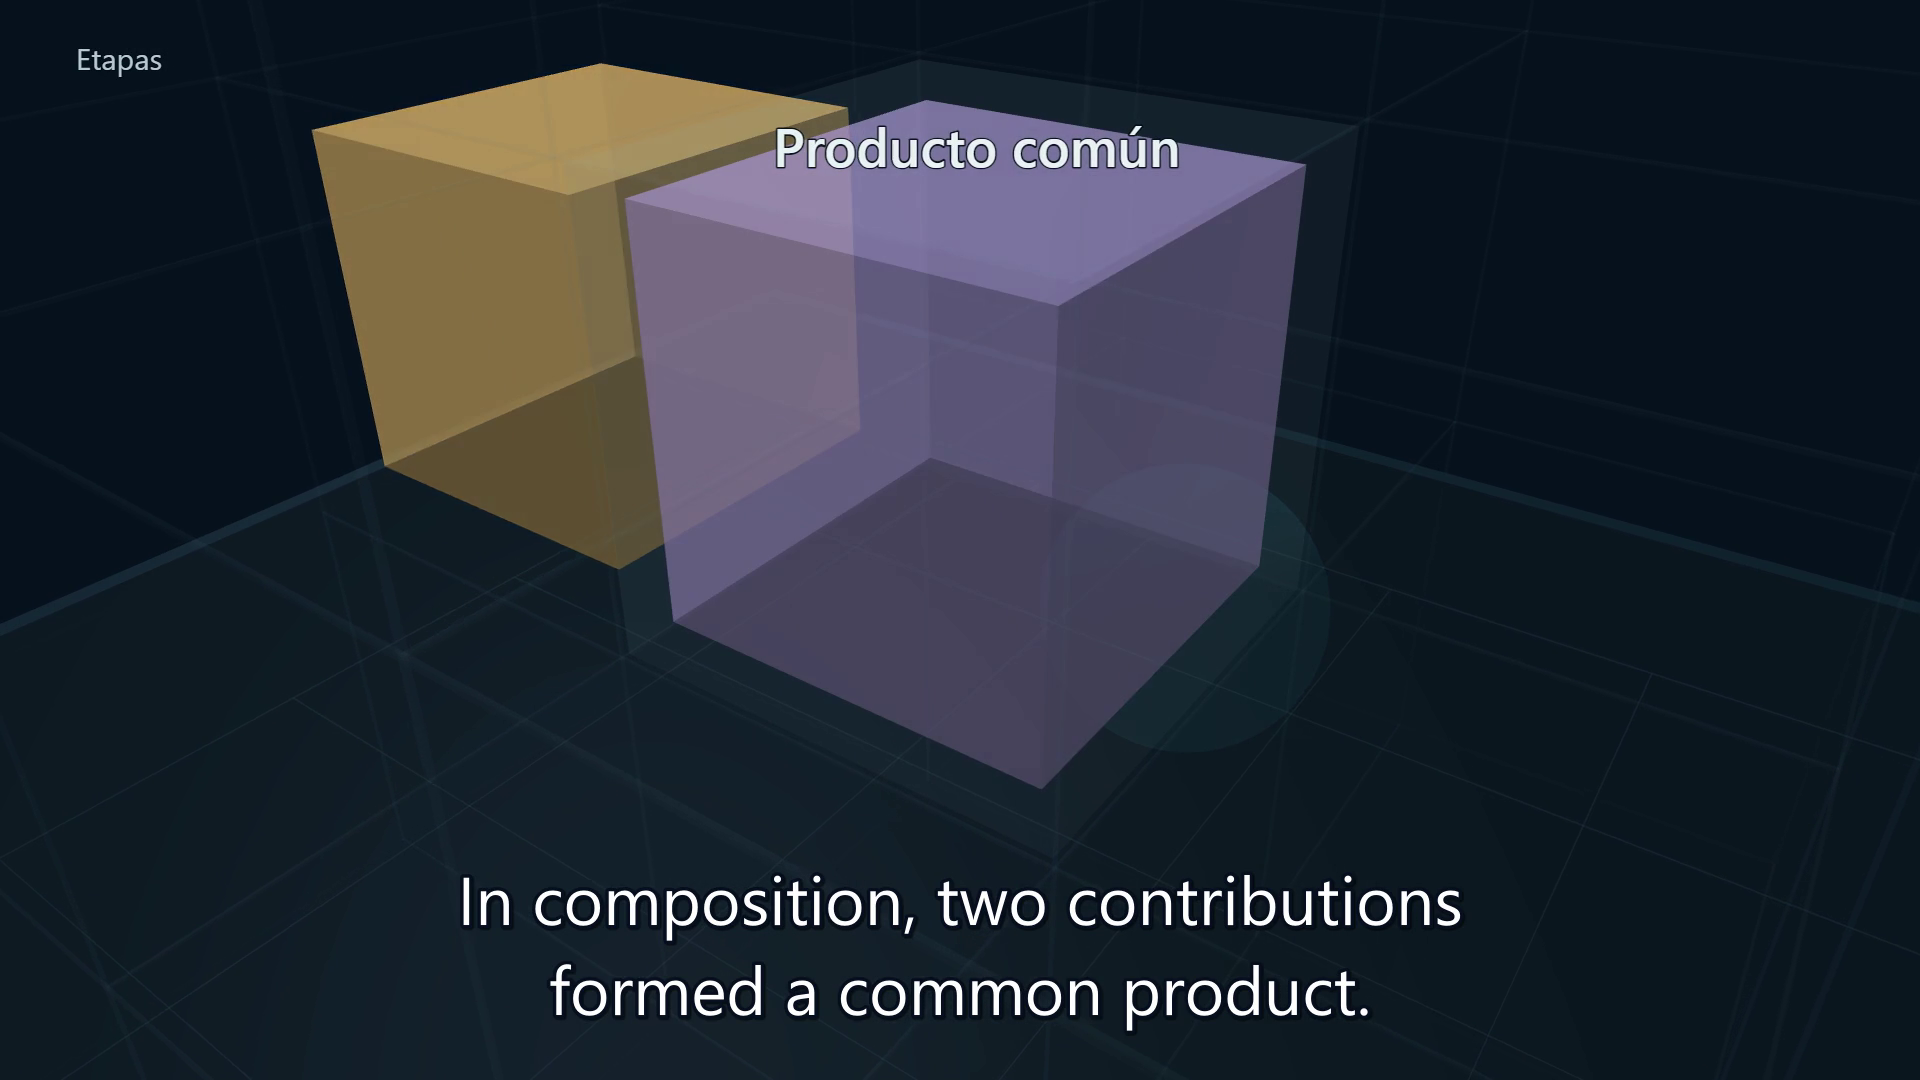 Etapas
Producto común
In composition, two contributions
formed a common product.